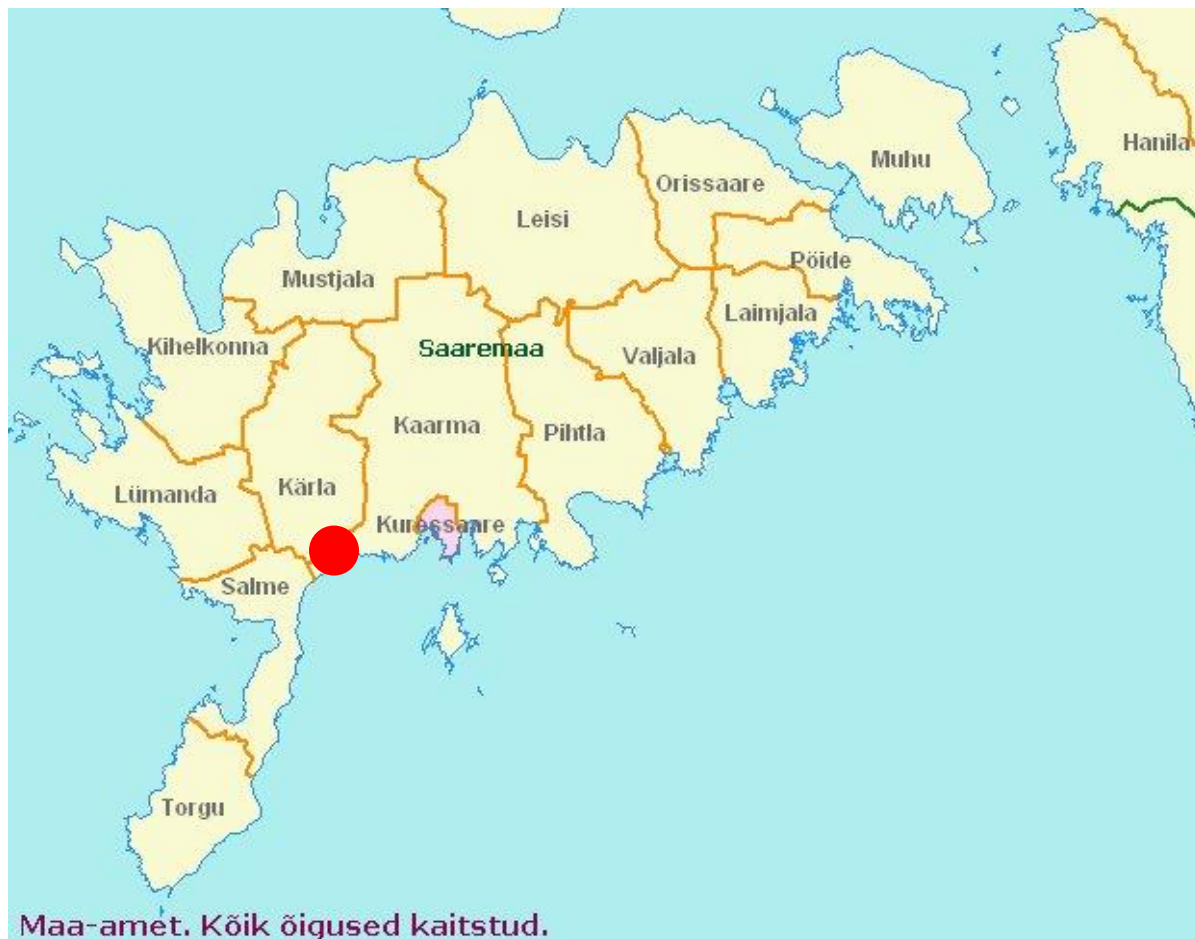 Hanila
Muhu
Orissaare
Leisi
Pöide
Mustjala
Laimjala
Kihelkonna
Saaremaa
Valjala
Kaarma
Pihtla
Kärla
Lümanda
Kuressaare
Salme
Torgu
Maa-amet. Kõik õigused kaitstud.